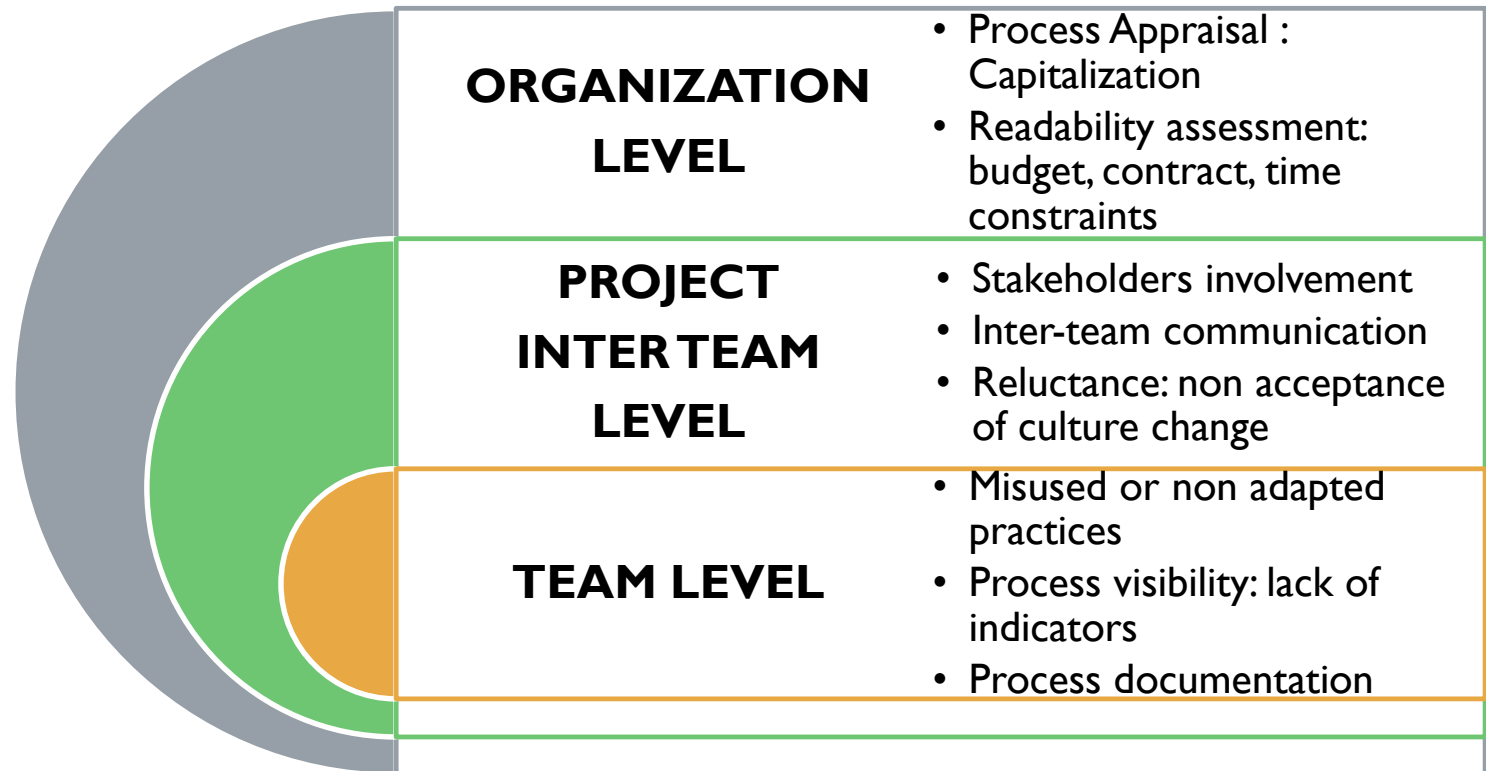 ORGANIZATION
LEVEL
• Process Appraisal :
Capitalization
• Readability assessment:
budget, contract, time
constraints
PROJECT
INTER TEAM
LEVEL
• Stakeholders involvement
• Inter-team communication
• Reluctance: non acceptance
of culture change
TEAM LEVEL
• Misused or non adapted
practices
• Process visibility: lack of
indicators
• Process documentation